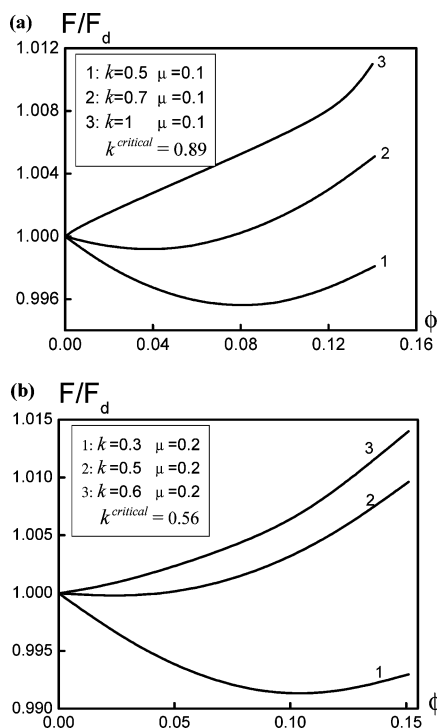 (a)
F/F_d
1.012
1.008
1.004
1.000
0.996
1: k=0.5 μ=0.1
2: k=0.7 μ=0.1
3: k=1 μ=0.1
k^critical = 0.89
3
2
1
0.00 0.04 0.08 0.12 0.16
ϕ
(b)
F/F_d
1.015
1.010
1.005
1.000
0.995
0.990
1: k=0.3 μ=0.2
2: k=0.5 μ=0.2
3: k=0.6 μ=0.2
k^critical = 0.56
3
2
1
0.00 0.05 0.10 0.15
ϕ